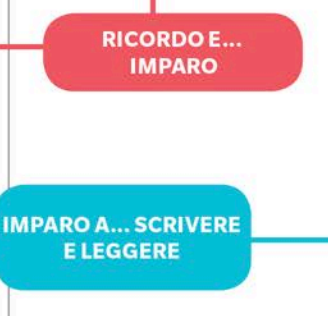 RICORDO E...
IMPARO
IMPARO A... SCRIVERE
E LEGGERE